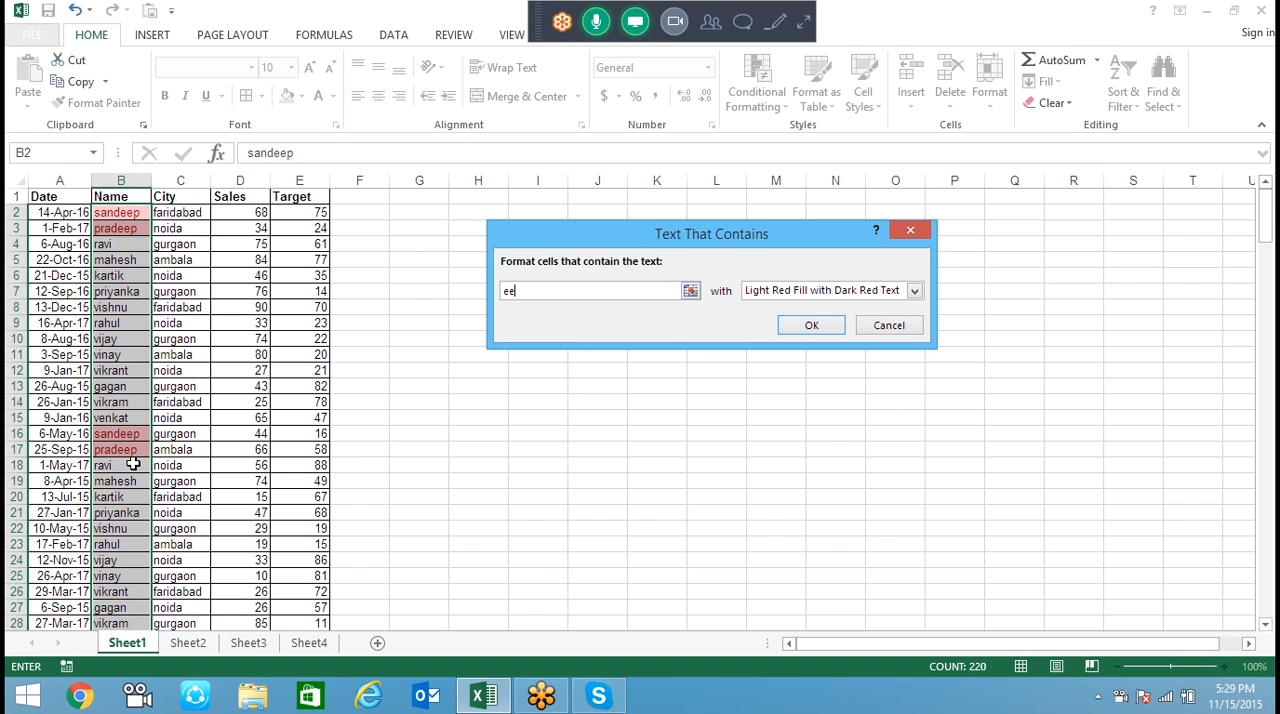 FILE HOME INSERT PAGE LAYOUT FORMULAS DATA REVIEW VIE
? Sign in
Paste Cut Copy Format Painter Clipboard
10 A A B I U A Font
Wrap Text Merge & Center Alignment
General $ % , Number
Conditional Formatting Format as Table Cell Styles Styles
Insert Delete Format Cells
AutoSum Fill Clear Sort & Filter Find & Select Editing
B2 fx sandeep
A B C D E F G H I J K L M N O P Q R S T U
1 Date Name City Sales Target
2 14-Apr-16 sandeep faridabad 68 75
3 1-Feb-17 pradeep noida 34 24
4 6-Aug-16 ravi gurgaon 75 61
5 22-Oct-16 mahesh ambala 84 77
6 21-Dec-15 kartik noida 46 35
7 12-Sep-16 priyanka gurgaon 76 14
8 13-Dec-15 vishnu faridabad 90 70
9 16-Apr-17 rahul noida 33 23
10 8-Aug-16 vijay gurgaon 74 22
11 3-Sep-15 vinay ambala 80 20
12 9-Jan-17 vikrant noida 27 21
13 26-Aug-15 gagan gurgaon 43 82
14 26-Jan-15 vikram faridabad 25 78
15 9-Jan-16 venkat noida 65 47
16 6-May-16 sandeep gurgaon 44 16
17 25-Sep-15 pradeep ambala 66 58
18 1-May-17 ravi noida 56 88
19 8-Apr-15 mahesh gurgaon 74 49
20 13-Jul-15 kartik faridabad 15 67
21 27-Jan-17 priyanka noida 47 68
22 10-May-15 vishnu gurgaon 29 19
23 17-Feb-17 rahul ambala 19 15
24 12-Nov-15 vijay noida 33 86
25 26-Apr-17 vinay gurgaon 10 81
26 29-Mar-17 vikrant faridabad 26 72
27 6-Sep-15 gagan noida 26 57
28 27-Mar-17 vikram gurgaon 85 11
Text That Contains ?
Format cells that contain the text:
ee with Light Red Fill with Dark Red Text
OK Cancel
Sheet1 Sheet2 Sheet3 Sheet4
ENTER COUNT: 220 100%
5:29 PM
11/15/2015